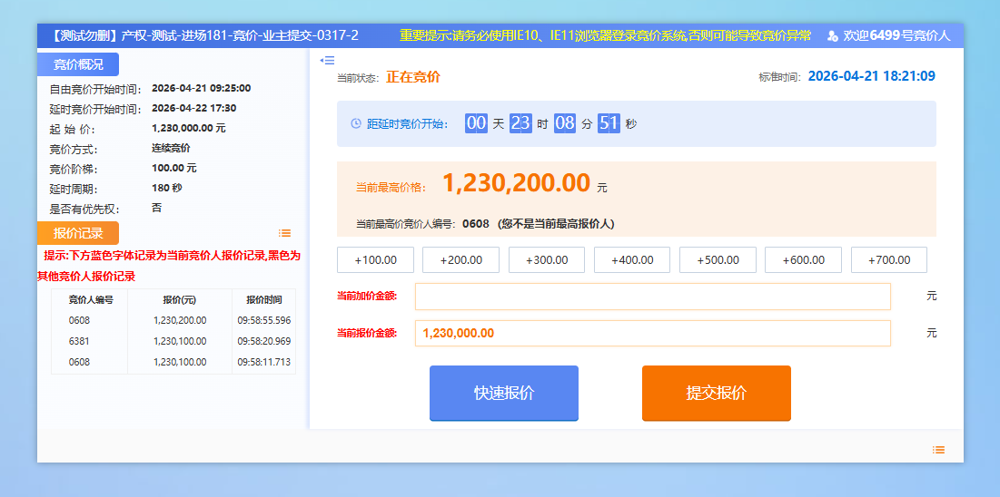 【测试勿删】产权-测试-进场181-竞价-业主提交-0317-2
重要提示:请务必使用IE10、IE11浏览器登录竞价系统,否则可能导致竞价异常
欢迎6499号竞价人
竞价概况
自由竞价开始时间： 2026-04-21 09:25:00
延时竞价开始时间： 2026-04-22 17:30
起 始 价： 1,230,000.00 元
竞价方式： 连续竞价
竞价阶梯： 100.00 元
延时周期： 180 秒
是否有优先权： 否
报价记录
提示:下方蓝色字体记录为当前竞价人报价记录,黑色为
其他竞价人报价记录
竞价人编号 报价(元) 报价时间
0608 1,230,200.00 09:58:55.596
6381 1,230,100.00 09:58:20.969
0608 1,230,100.00 09:58:11.713
当前状态： 正在竞价
标准时间： 2026-04-21 18:21:09
距延时竞价开始： 00 天 23 时 08 分 51 秒
当前最高价格： 1,230,200.00 元
当前最高价竞价人编号：0608 (您不是当前最高报价人)
+100.00 +200.00 +300.00 +400.00 +500.00 +600.00 +700.00
当前加价金额: 元
当前报价金额: 1,230,000.00 元
快速报价 提交报价